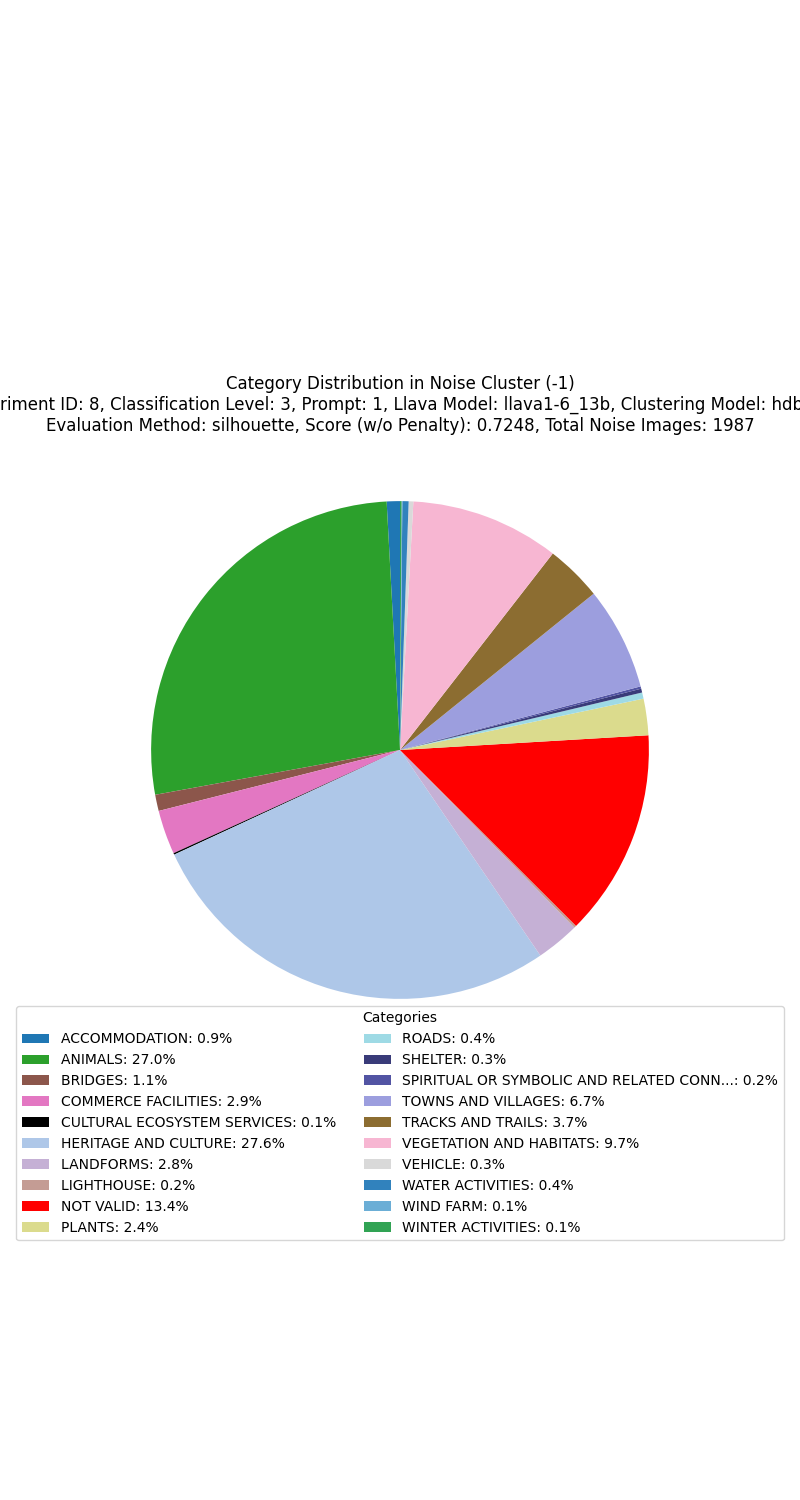 Category Distribution in Noise Cluster (-1)
riment ID: 8, Classification Level: 3, Prompt: 1, Llava Model: llava1-6_13b, Clustering Model: hdb
Evaluation Method: silhouette, Score (w/o Penalty): 0.7248, Total Noise Images: 1987
Categories
ACCOMMODATION: 0.9%
ANIMALS: 27.0%
BRIDGES: 1.1%
COMMERCE FACILITIES: 2.9%
CULTURAL ECOSYSTEM SERVICES: 0.1%
HERITAGE AND CULTURE: 27.6%
LANDFORMS: 2.8%
LIGHTHOUSE: 0.2%
NOT VALID: 13.4%
PLANTS: 2.4%
ROADS: 0.4%
SHELTER: 0.3%
SPIRITUAL OR SYMBOLIC AND RELATED CONN...: 0.2%
TOWNS AND VILLAGES: 6.7%
TRACKS AND TRAILS: 3.7%
VEGETATION AND HABITATS: 9.7%
VEHICLE: 0.3%
WATER ACTIVITIES: 0.4%
WIND FARM: 0.1%
WINTER ACTIVITIES: 0.1%